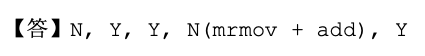 【答】N, Y, Y, N(mrmov + add), Y